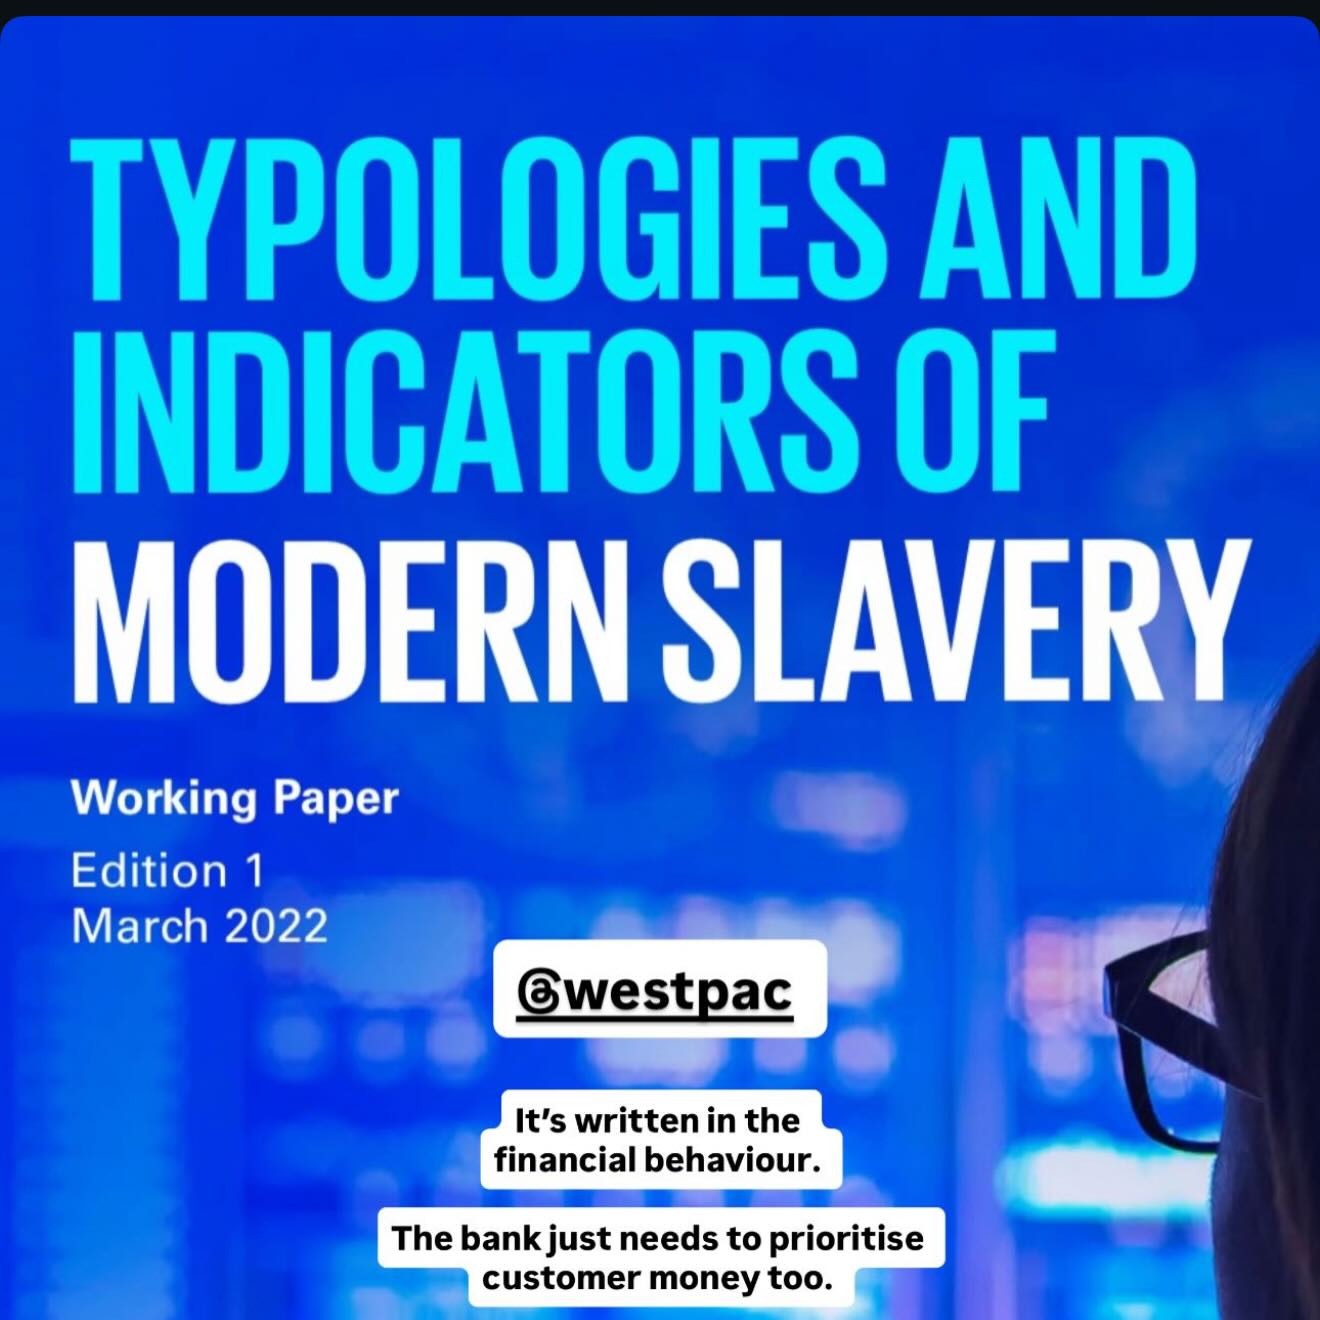 TYPOLOGIES AND
INDICATORS OF
MODERN SLAVERY
Working Paper
Edition 1
March 2022
@westpac
It’s written in the
financial behaviour.
The bank just needs to prioritise
customer money too.